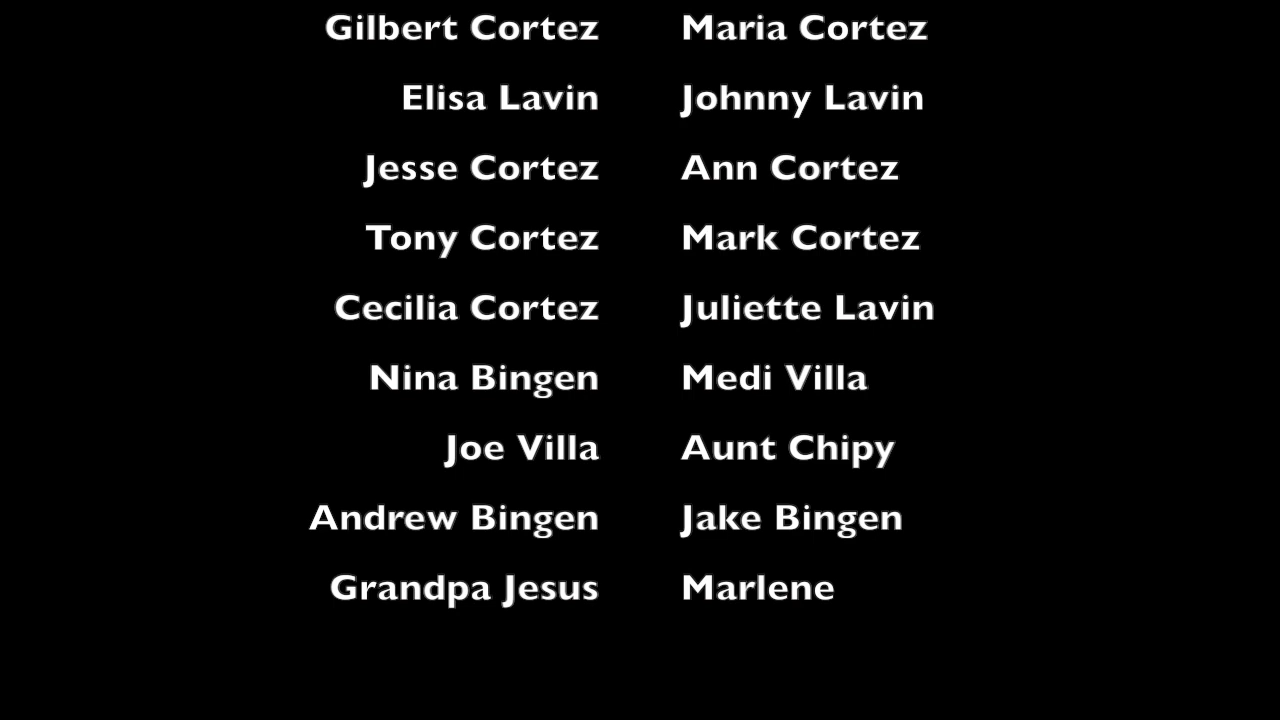 Gilbert Cortez Maria Cortez
Elisa Lavin Johnny Lavin
Jesse Cortez Ann Cortez
Tony Cortez Mark Cortez
Cecilia Cortez Juliette Lavin
Nina Bingen Medi Villa
Joe Villa Aunt Chipy
Andrew Bingen Jake Bingen
Grandpa Jesus Marlene